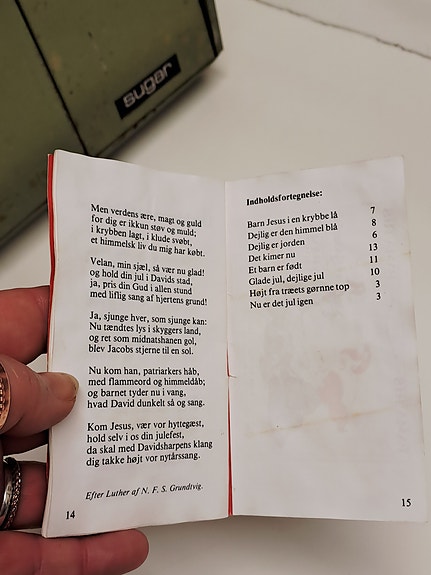 sugar
Men verdens ære, magt og guld
for dig er ikkun støv og muld;
i krybben lagt, i klude svøbt,
et himmelsk liv du mig har købt.
Velan, min sjæl, så vær nu glad!
og hold din jul i Davids stad,
ja, pris din Gud i allen stund
med liflig sang af hjertens grund!
Ja, sjunge hver, som sjunge kan:
Nu tændtes lys i skyggers land,
og ret som midnatshanen gol,
blev Jacobs stjerne til en sol.
Nu kom han, patriarkers håb,
med flammeord og himmeldåb;
og barnet tyder nu i vang,
hvad David dunkelt så og sang.
Kom Jesus, vær vor hyttegæst,
hold selv i os din julefest,
da skal med Davidsharpens klang
dig takke højt vor nytårssang.
Efter Luther af N. F. S. Grundtvig.
14
Indholdsfortegnelse:
Barn Jesus i en krybbe lå 7
Dejlig er den himmel blå 8
Dejlig er jorden 6
Det kimer nu 13
Et barn er født 11
Glade jul, dejlige jul 10
Højt fra træets gørnne top 3
Nu er det jul igen 3
15